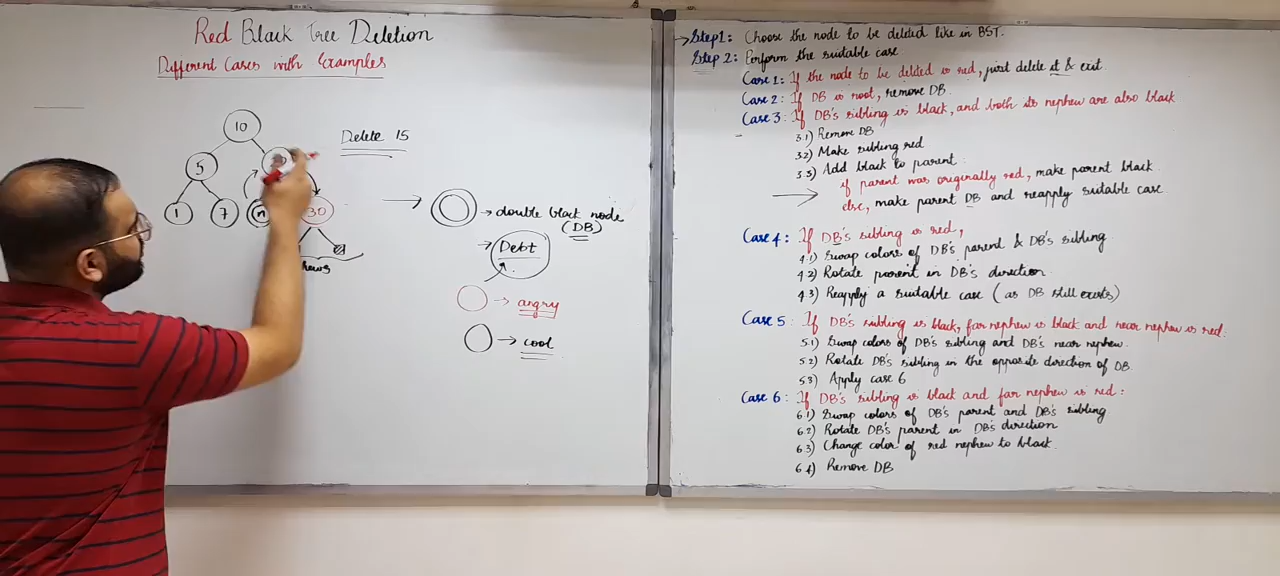 Red Black Tree Deletion
Different Cases with Examples
10
Delete 15
5
1
7
n
30
→ double black node
(DB)
→ Debt
→ angry
→ cool
→ Step1: Choose the node to be deleted like in BST.
Step 2: Perform the suitable case.
Case 1: If the node to be deleted is red, just delete it & exit
Case 2: If DB is root, remove DB.
Case 3: If DB's sibling is black, and both its nephew are also black
3.1) Remove DB
3.2) Make sibling red
3.3) Add black to parent:
if parent was originally red, make parent black
else, make parent DB and reapply suitable case.
Case 4: If DB's sibling is red,
4.1) Swap colors of DB's parent & DB's sibling.
4.2) Rotate parent in DB's direction.
4.3) Reapply a suitable case (as DB still exists)
Case 5: If DB's sibling is black, far nephew is black and near nephew is red.
5.1) Swap colors of DB's sibling and DB's near nephew.
5.2) Rotate DB's sibling in the opposite direction of DB.
5.3) Apply case 6
Case 6: If DB's sibling is black and far nephew is red:
6.1) Swap colors of DB's parent and DB's sibling
6.2) Rotate DB's parent in DB's direction
6.3) Change color of red nephew to black.
6.4) Remove DB